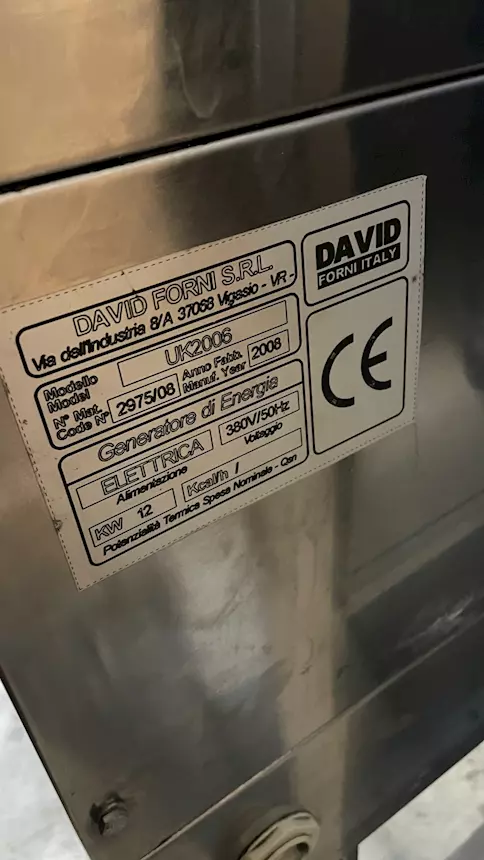 DAVID FORNI S.R.L.
Via dell'Industria 8/A 37068 Vigasio - VR -
DAVID
FORNI ITALY
Modello
Model
UK2006
N° Mat.
Code N°
2975/08
Anno Fabb.
Manuf. Year
2008
CE
Generatore di Energia
ELETTRICA
380V/50Hz
Alimentazione
Voltaggio
KW 12
Kcal/h /
Potenzialità Termica Spesa Nominale - Qsn